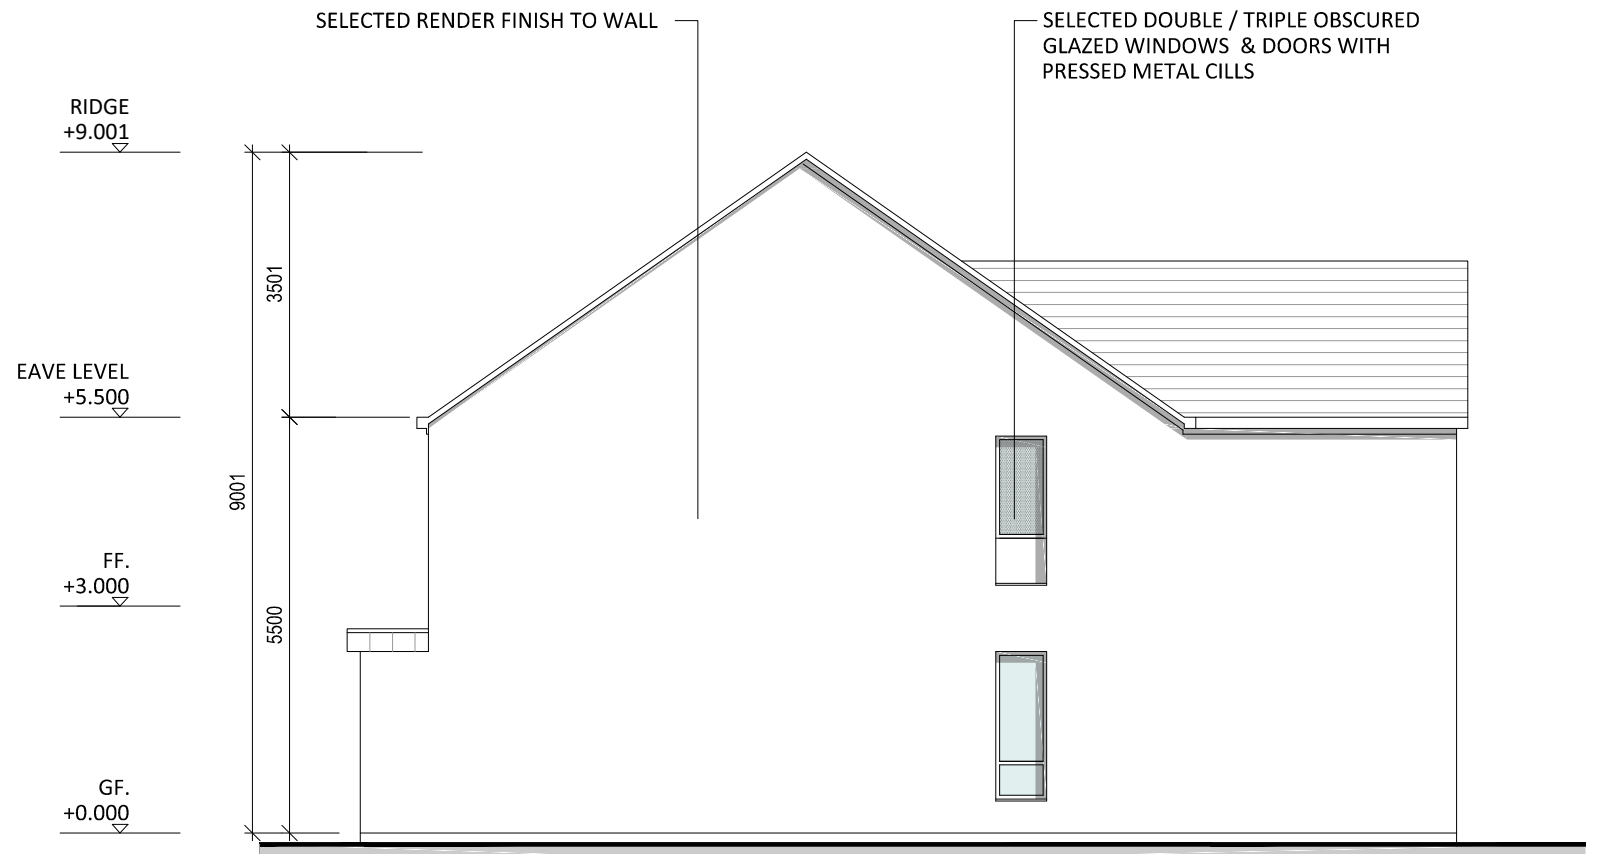 SELECTED RENDER FINISH TO WALL
SELECTED DOUBLE / TRIPLE OBSCURED
GLAZED WINDOWS & DOORS WITH
PRESSED METAL CILLS
RIDGE
+9.001
3501
EAVE LEVEL
+5.500
9001
FF.
+3.000
5500
GF.
+0.000